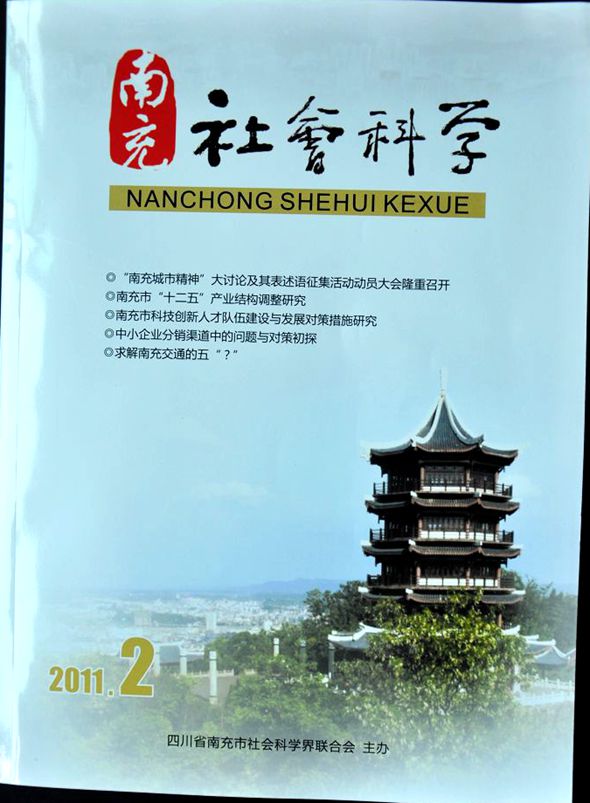 南充 社會科学
NANCHONG SHEHUI KEXUE
◎“南充城市精神”大讨论及其表述语征集活动动员大会隆重召开
◎南充市“十二五”产业结构调整研究
◎南充市科技创新人才队伍建设与发展对策措施研究
◎中小企业分销渠道中的问题与对策初探
◎求解南充交通的五“？”
2011.2
四川省南充市社会科学界联合会 主办